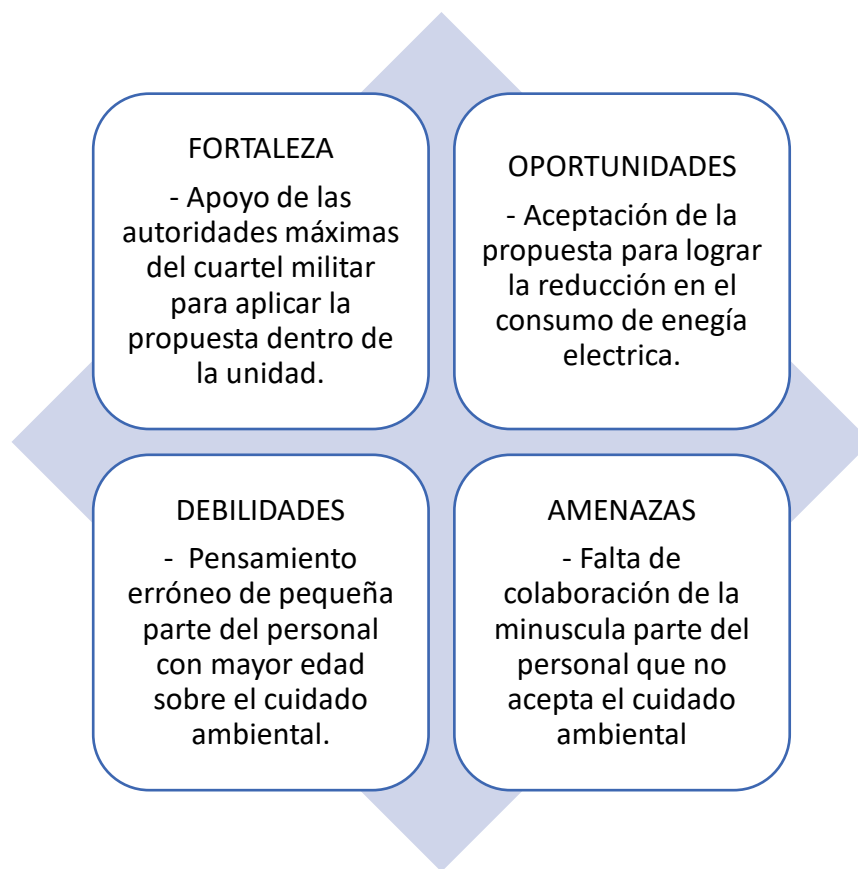 FORTALEZA
- Apoyo de las
autoridades máximas
del cuartel militar
para aplicar la
propuesta dentro de
la unidad.
OPORTUNIDADES
- Aceptación de la
propuesta para lograr
la reducción en el
consumo de enegía
electrica.
DEBILIDADES
- Pensamiento
erróneo de pequeña
parte del personal
con mayor edad
sobre el cuidado
ambiental.
AMENAZAS
- Falta de
colaboración de la
minuscula parte del
personal que no
acepta el cuidado
ambiental